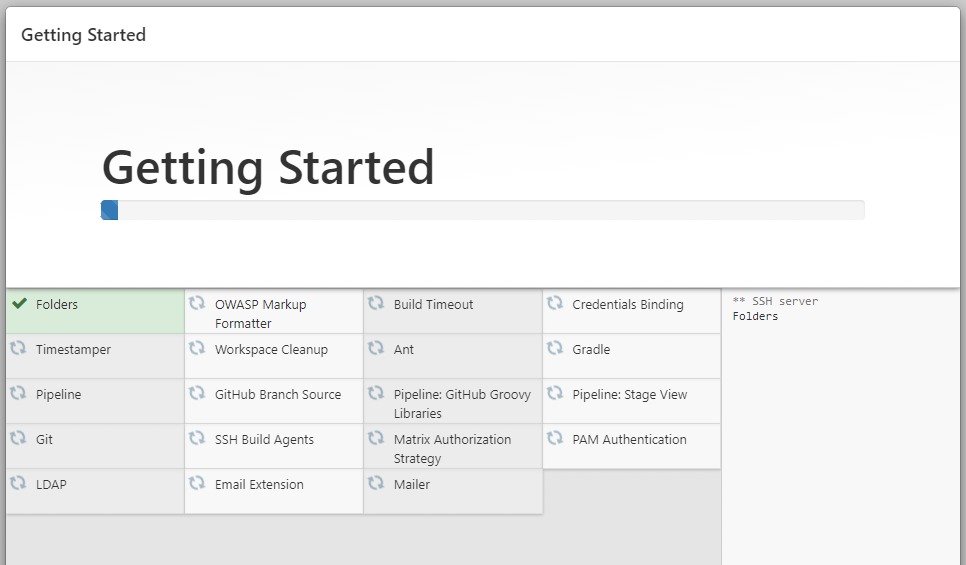 Getting Started
Getting Started
Folders
OWASP Markup
Formatter
Build Timeout
Credentials Binding
** SSH server
Folders
Timestamper
Workspace Cleanup
Ant
Gradle
Pipeline
GitHub Branch Source
Pipeline: GitHub Groovy
Libraries
Pipeline: Stage View
Git
SSH Build Agents
Matrix Authorization
Strategy
PAM Authentication
LDAP
Email Extension
Mailer